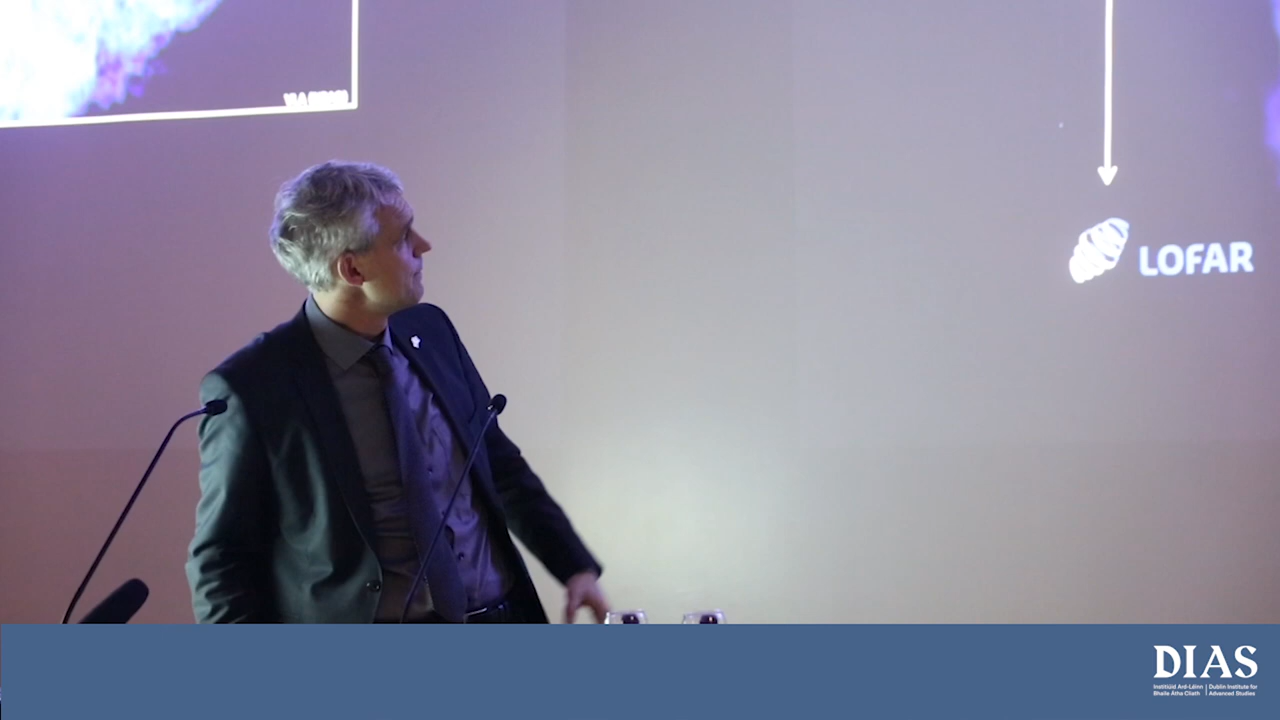 LOFAR
DIAS
Institiúid Ard-Léinn | Dublin Institute for
Bhaile Átha Cliath | Advanced Studies